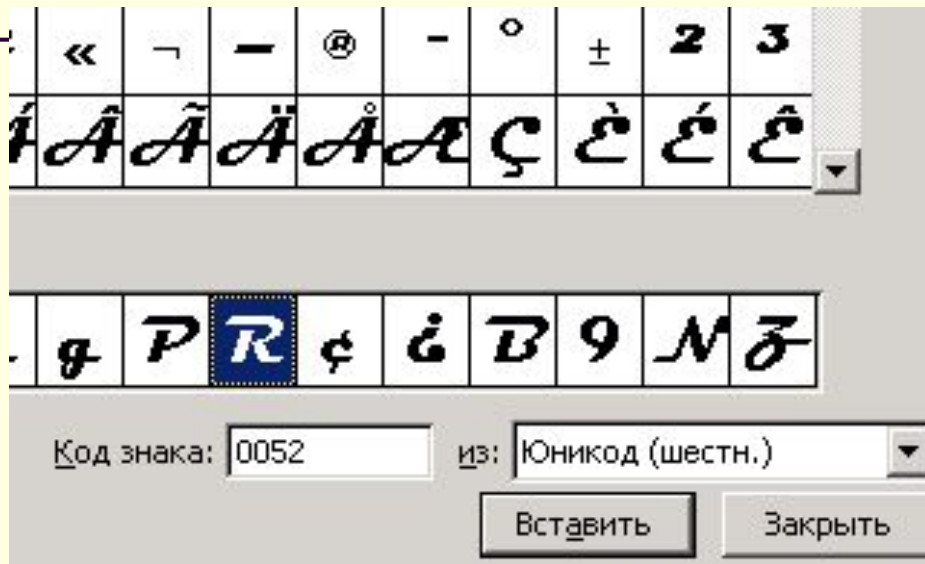 « ¬ — ® - ° ± ² ³
Á Â Ã Ä Å Æ Ç È É Ê
g P R ¢ ¿ B 9 N Z
Код знака: 0052 из: Юникод (шестн.)
Вставить Закрыть